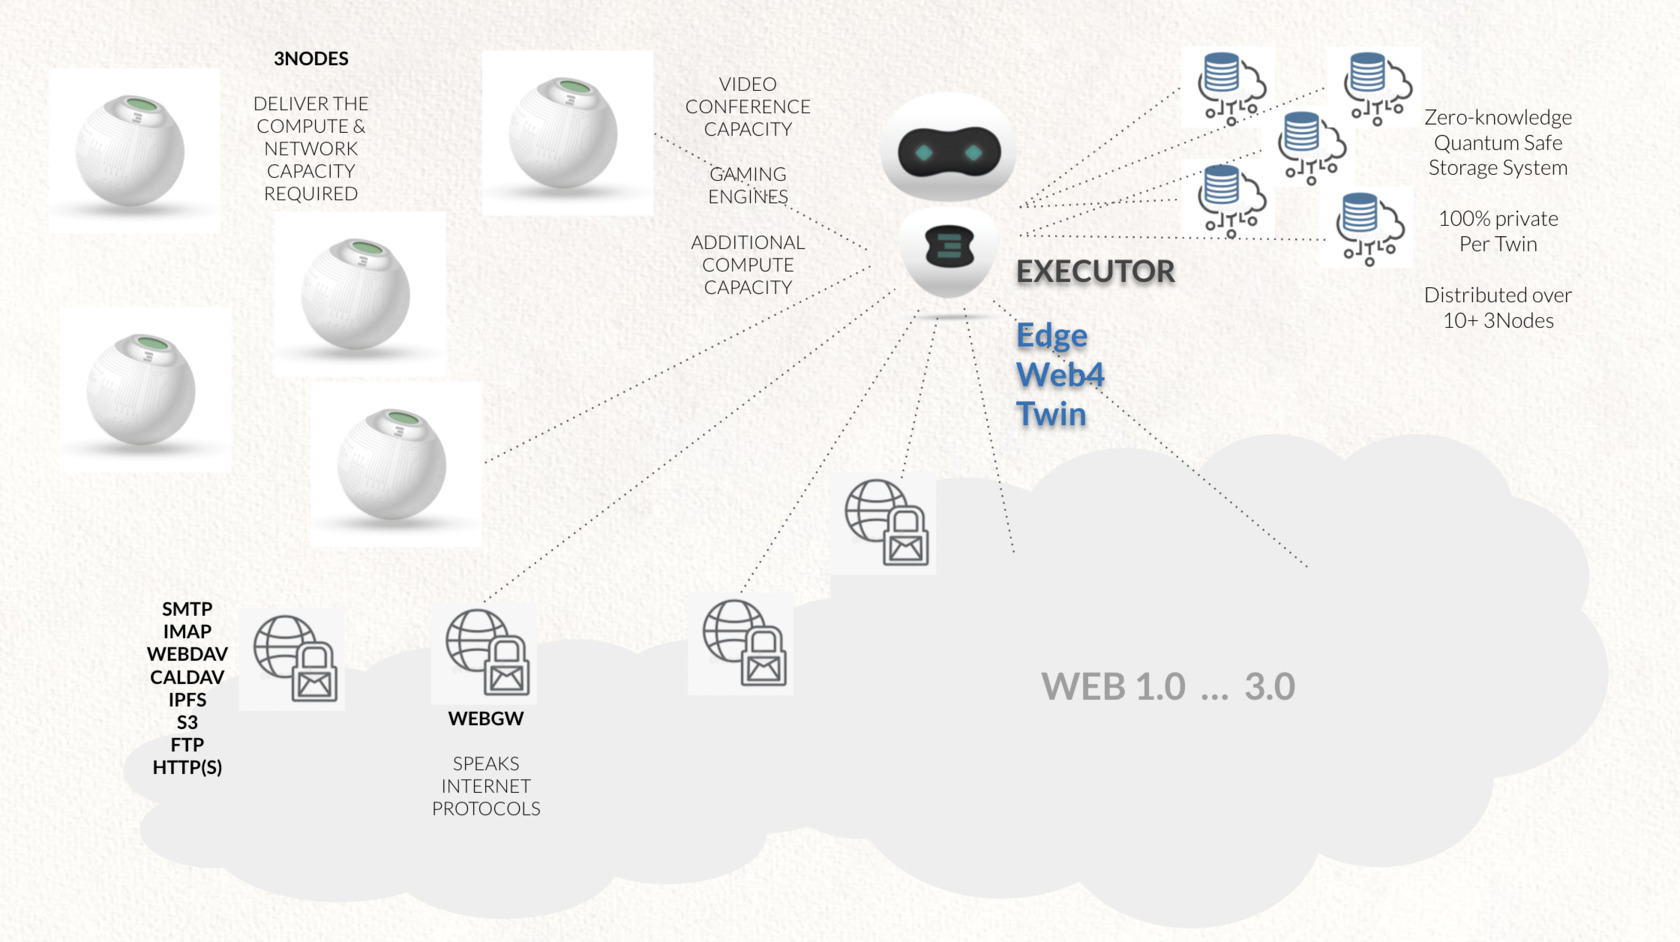 3NODES
DELIVER THE
COMPUTE &
NETWORK
CAPACITY
REQUIRED
VIDEO
CONFERENCE
CAPACITY
GAMING
ENGINES
ADDITIONAL
COMPUTE
CAPACITY
EXECUTOR
Edge
Web4
Twin
Zero-knowledge
Quantum Safe
Storage System
100% private
Per Twin
Distributed over
10+ 3Nodes
SMTP
IMAP
WEBDAV
CALDAV
IPFS
S3
FTP
HTTP(S)
WEBGW
SPEAKS
INTERNET
PROTOCOLS
WEB 1.0 ... 3.0